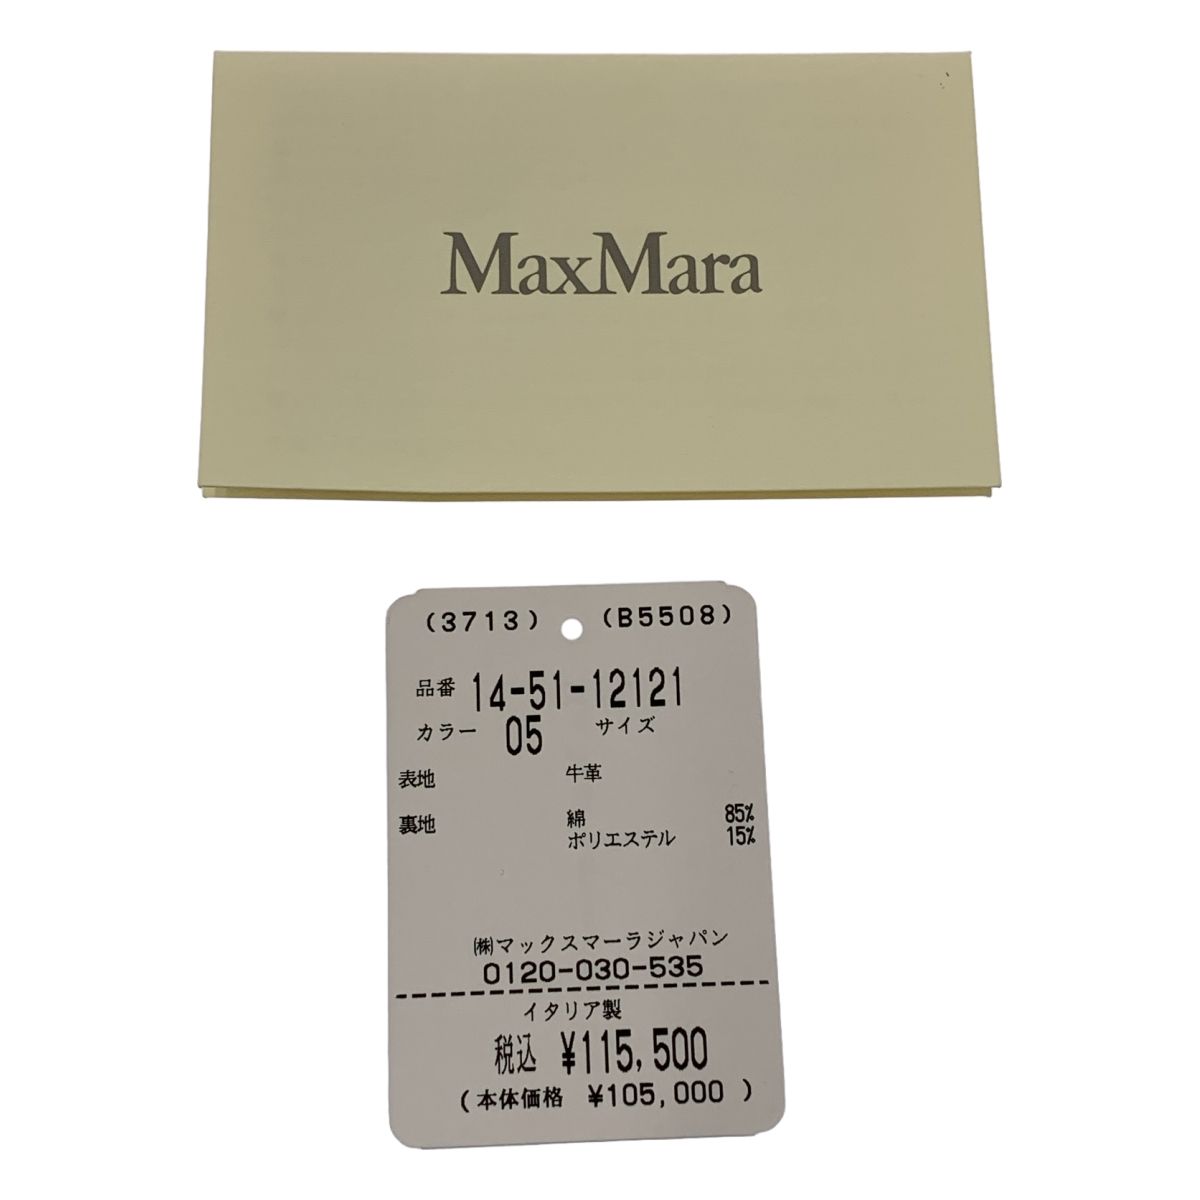 MaxMara
(3713) (B5508)
品番 14-51-12121
カラー 05 サイズ
表地 牛革
裏地 綿 85%
ポリエステル 15%
㈱マックスマーラジャパン
0120-030-535
イタリア製
税込 ¥115,500
(本体価格 ¥105,000 )